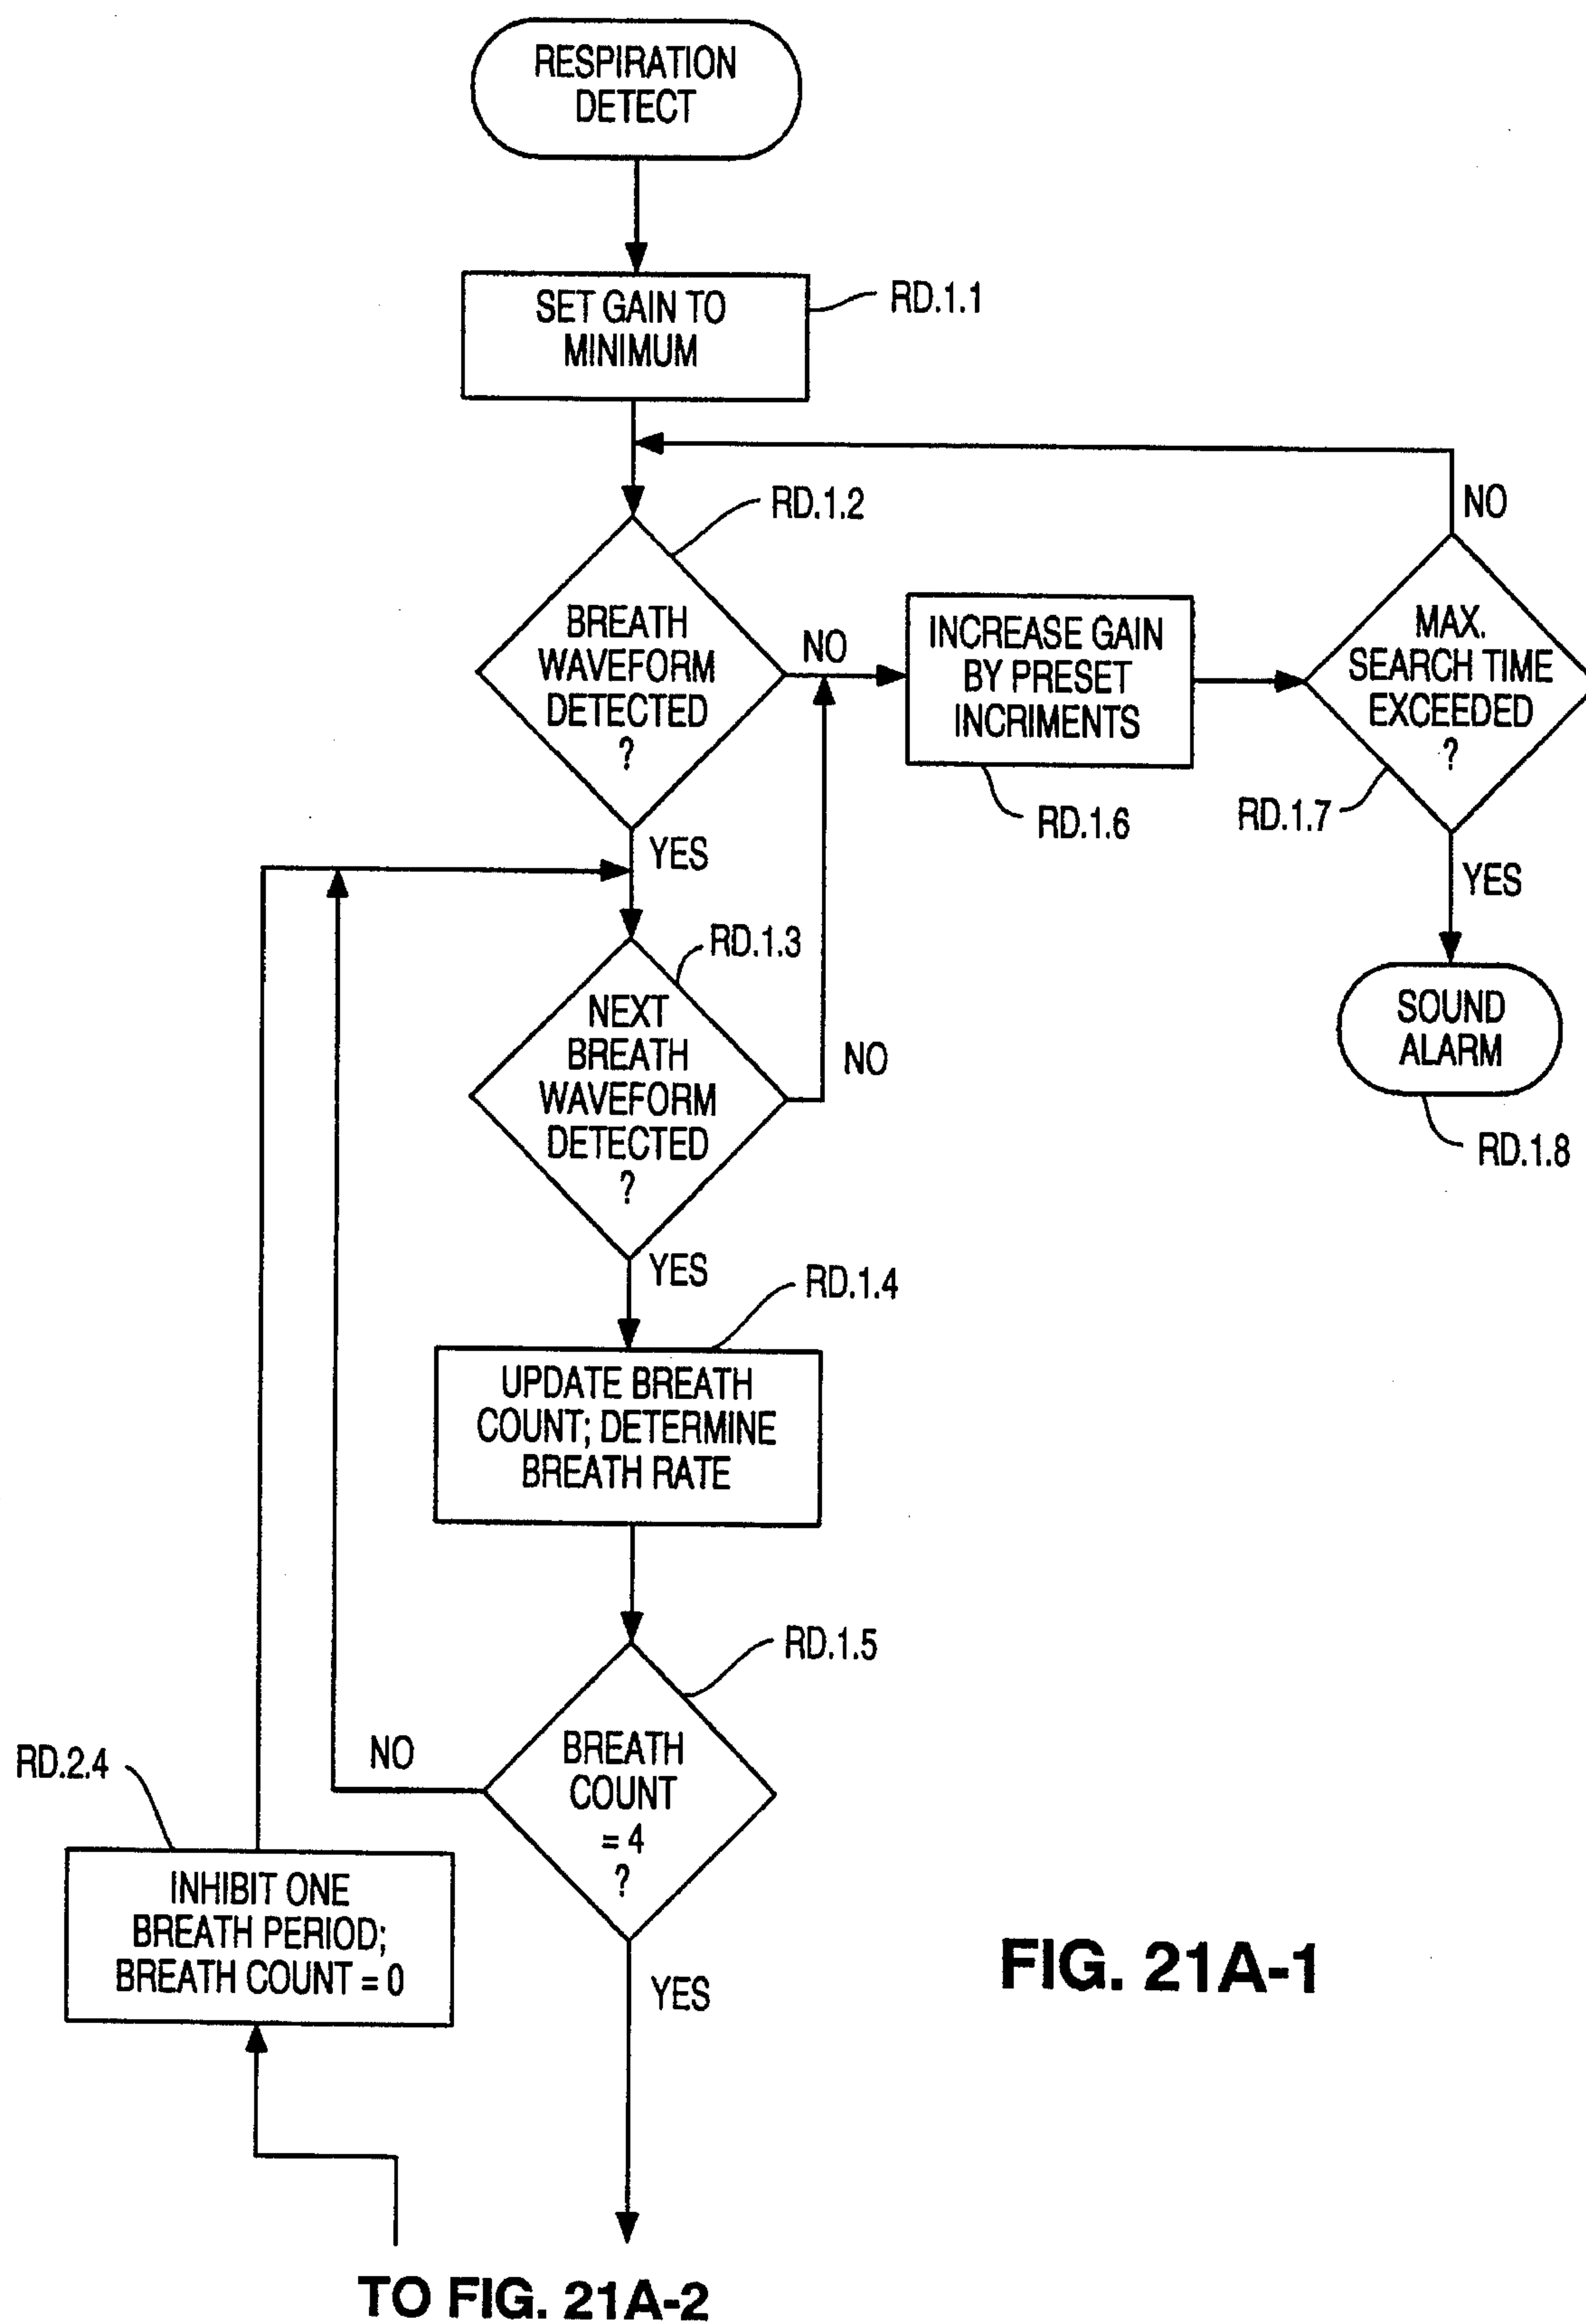 RESPIRATION
DETECT
SET GAIN TO
MINIMUM
RD.1.1
RD.1.2
NO
BREATH
WAVEFORM
DETECTED
?
NO
INCREASE GAIN
BY PRESET
INCRIMENTS
RD.1.6
MAX.
SEARCH TIME
EXCEEDED
?
RD.1.7
YES
YES
SOUND
ALARM
RD.1.8
RD.1.3
NEXT
BREATH
WAVEFORM
DETECTED
?
NO
YES
RD.1.4
UPDATE BREATH
COUNT; DETERMINE
BREATH RATE
RD.1.5
BREATH
COUNT
= 4
?
NO
RD.2.4
INHIBIT ONE
BREATH PERIOD;
BREATH COUNT = 0
YES
FIG. 21A-1
TO FIG. 21A-2